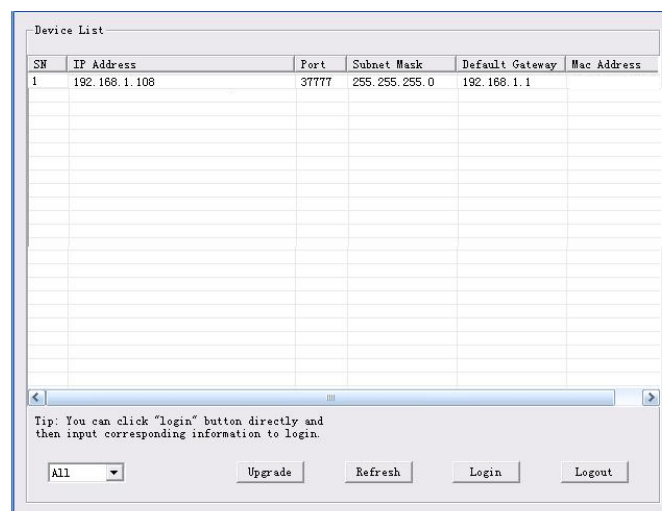 Device List
SN IP Address Port Subnet Mask Default Gateway Mac Address
1 192.168.1.108 37777 255.255.255.0 192.168.1.1
Tip: You can click "login" button directly and
then input corresponding information to login.
All Upgrade Refresh Login Logout